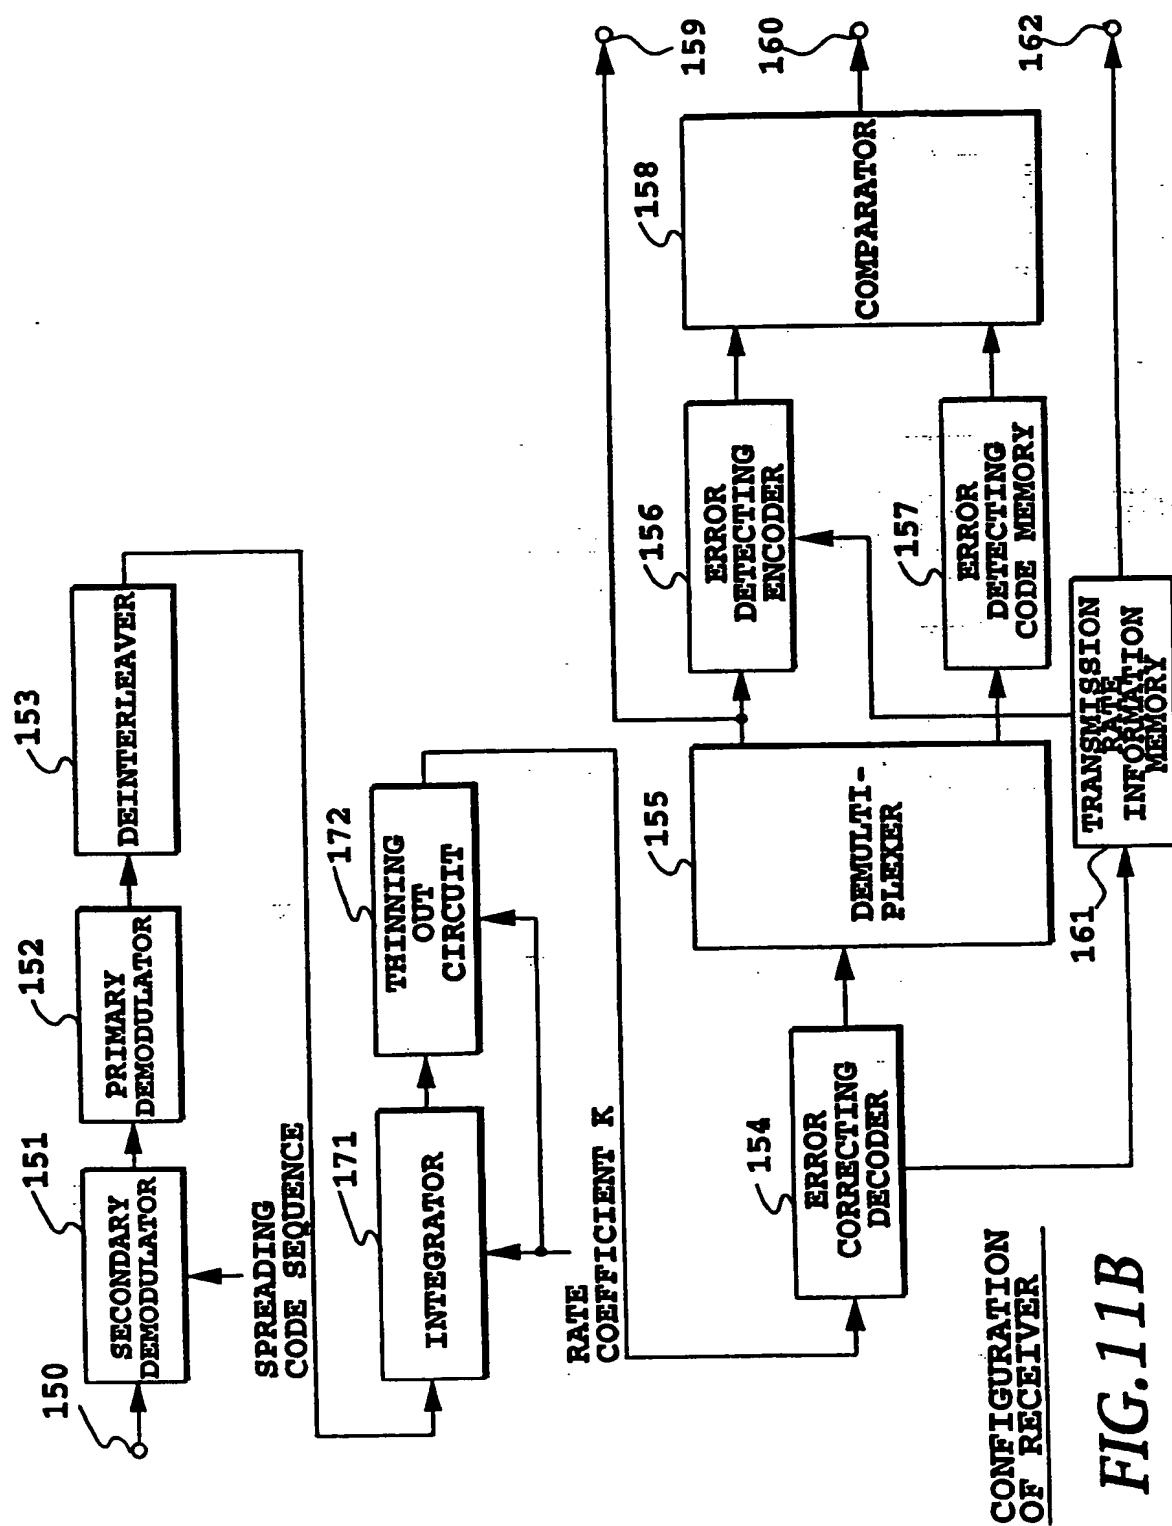 150
151
SECONDARY
DEMODULATOR
152
PRIMARY
DEMODULATOR
153
DEINTERLEAVER
SPREADING
CODE SEQUENCE
171
INTEGRATOR
172
THINNING
OUT
CIRCUIT
RATE
COEFFICIENT K
154
ERROR
CORRECTING
DECODER
155
DEMULTI-
PLEXER
156
ERROR
DETECTING
ENCODER
157
ERROR
DETECTING
CODE MEMORY
158
COMPARATOR
159
160
161
TRANSMISSION
RATE
INFORMATION
MEMORY
162
CONFIGURATION
OF RECEIVER
FIG.11B